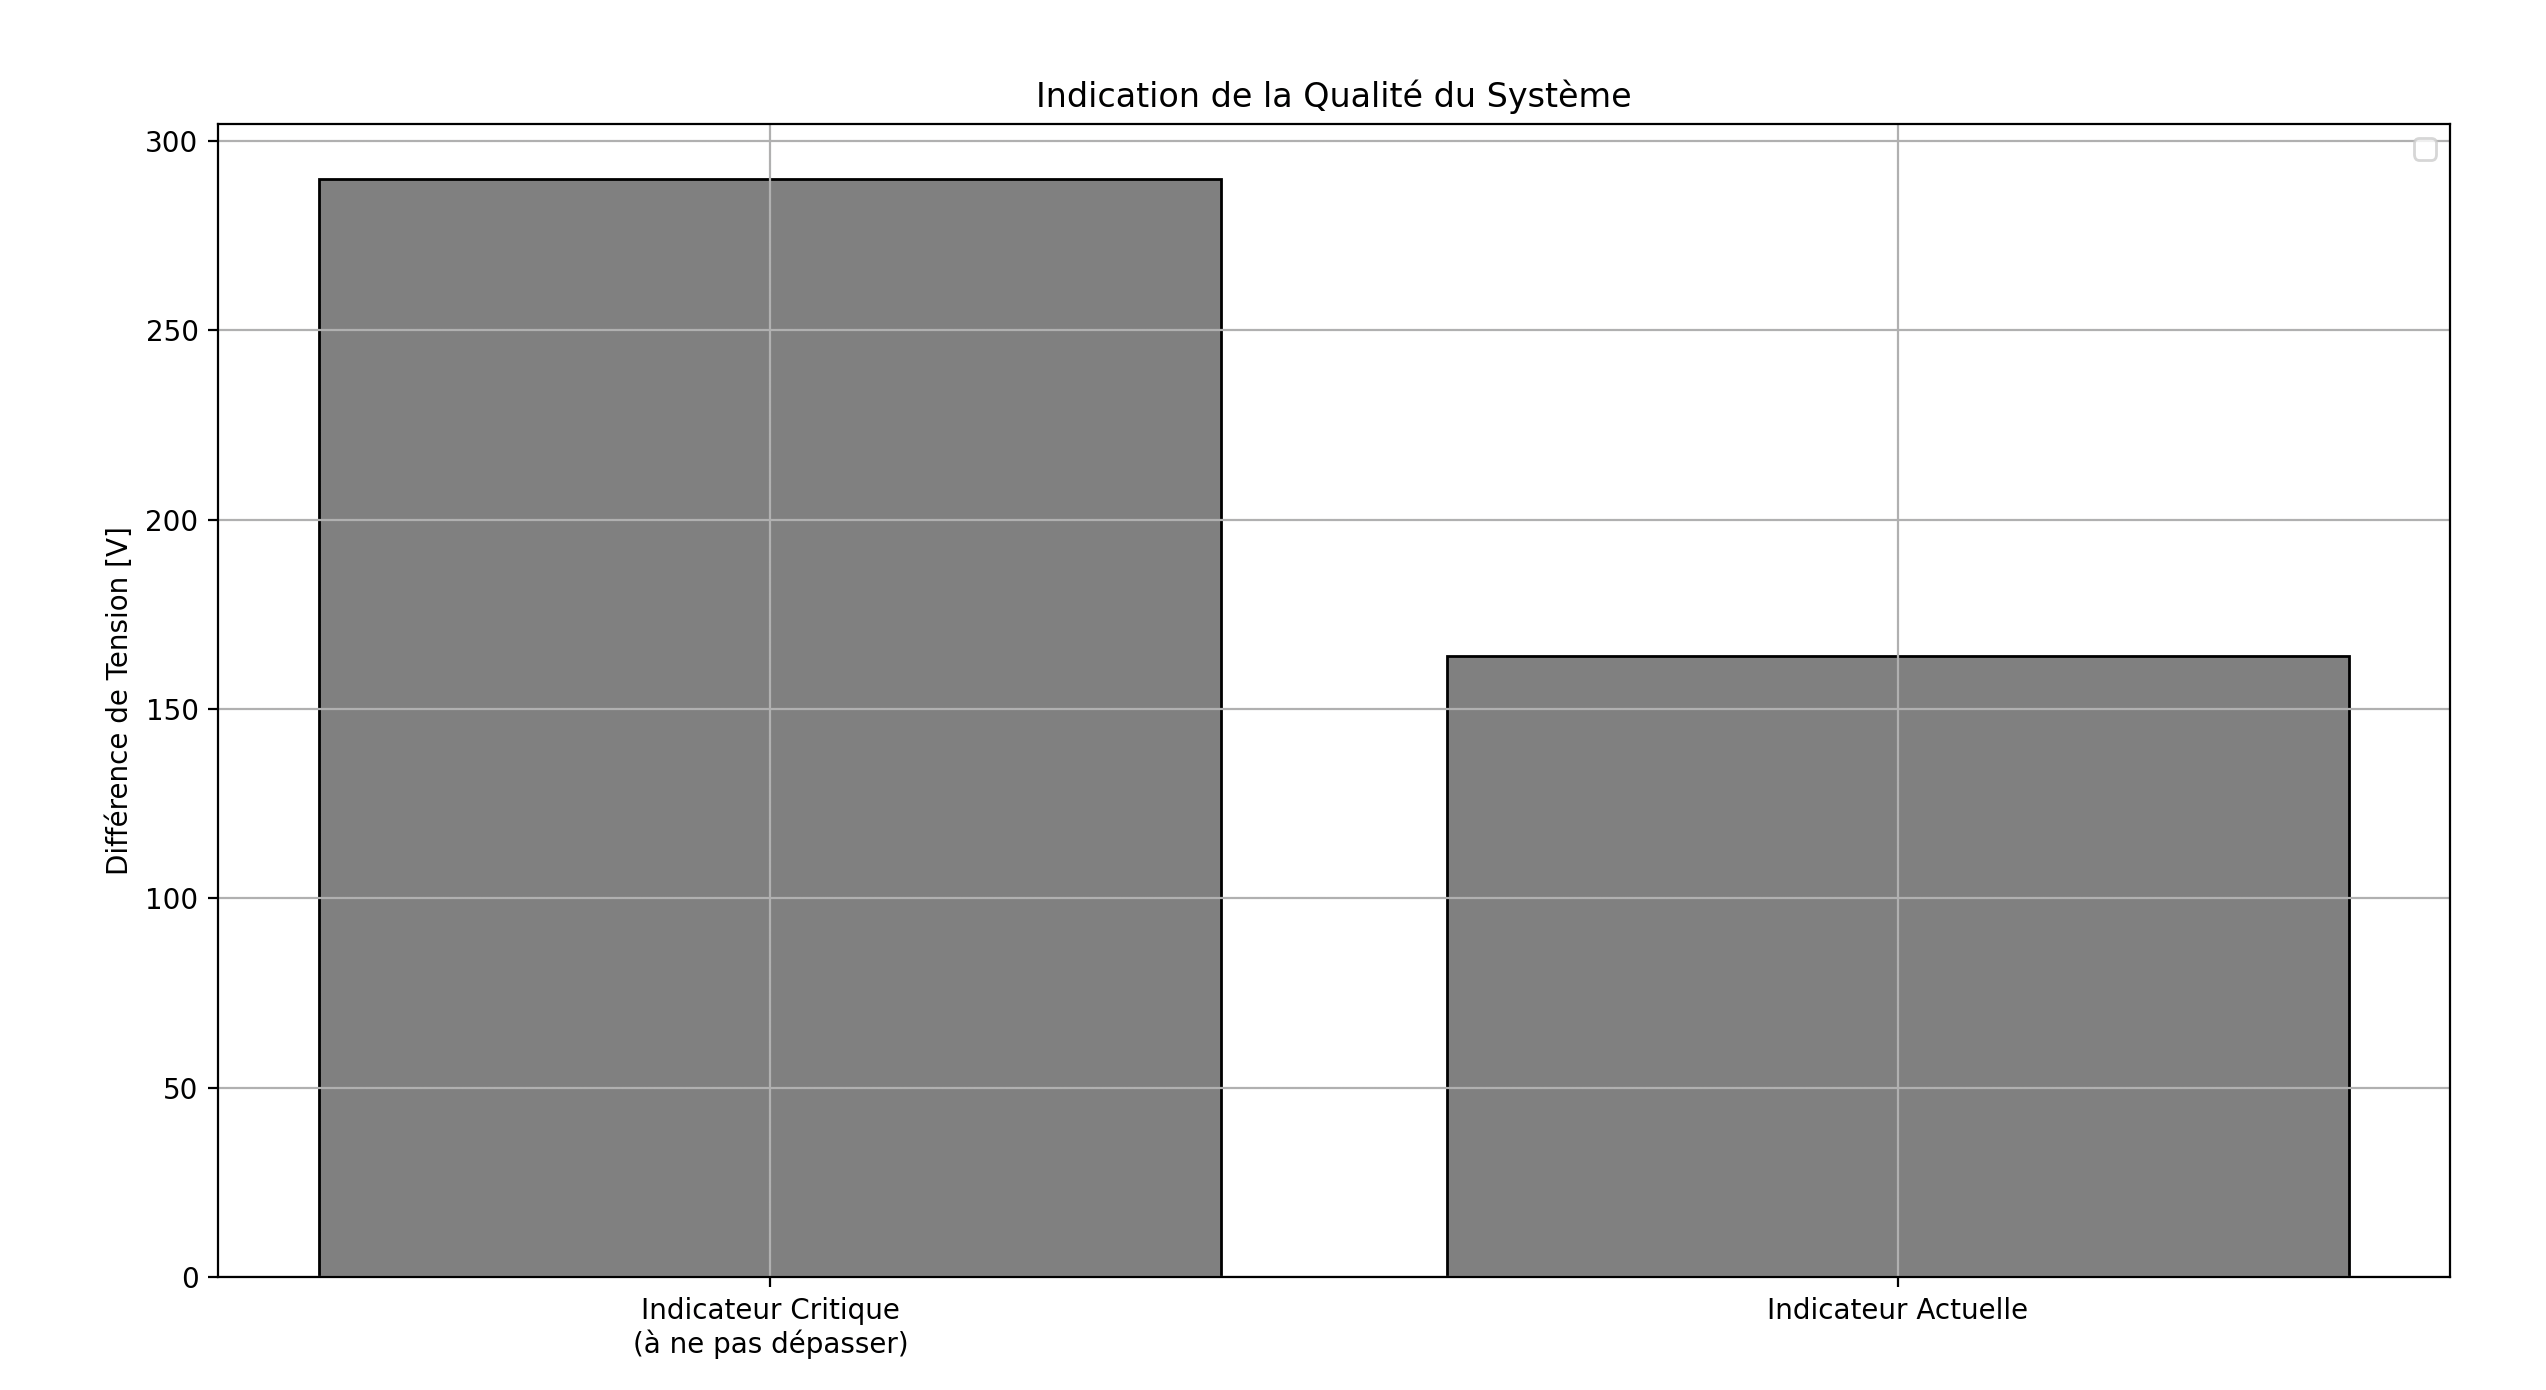 Indication de la Qualité du Système
300
250
200
150
100
50
0
Différence de Tension [V]
Indicateur Critique
(à ne pas dépasser)
Indicateur Actuelle